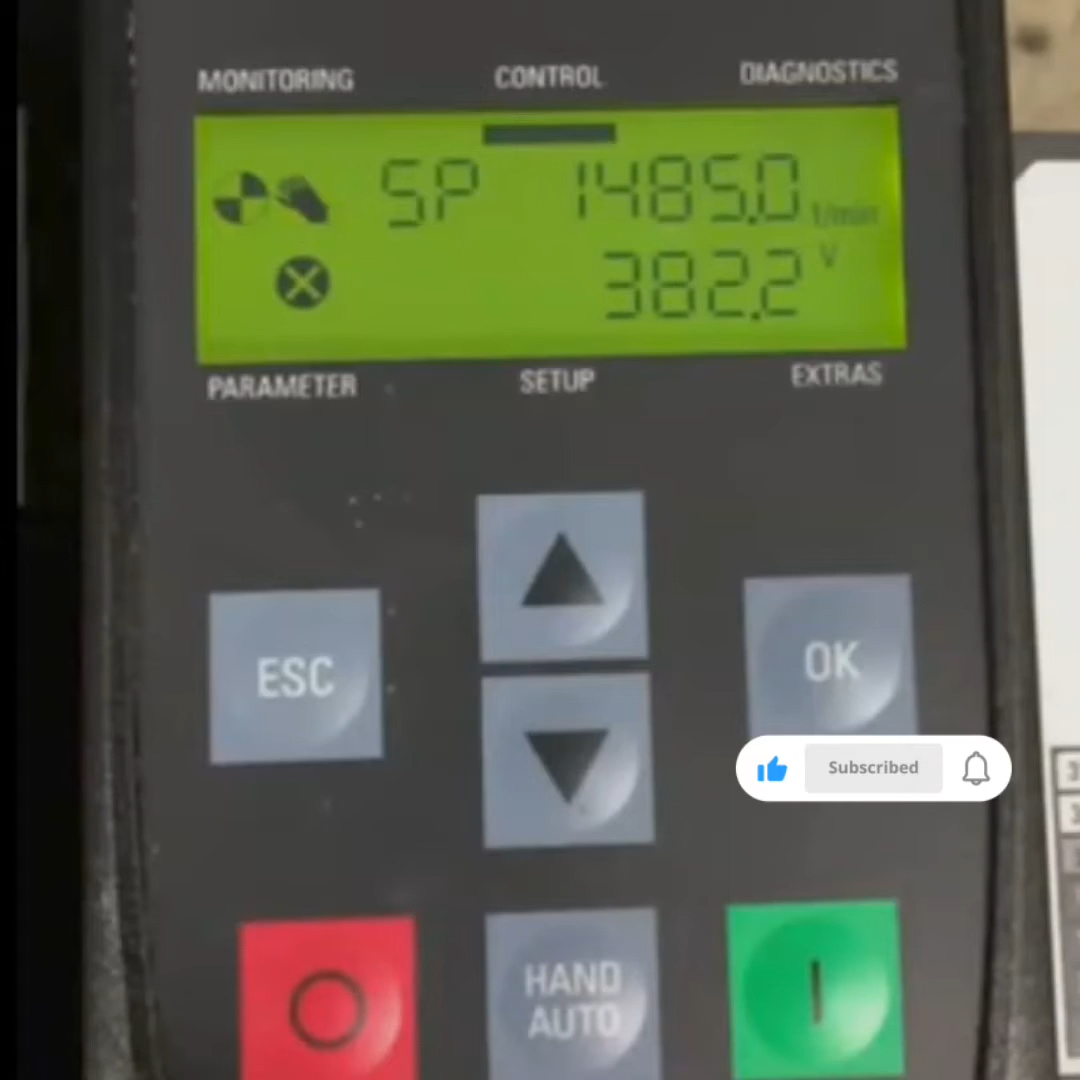 MONITORING CONTROL DIAGNOSTICS
SP 1485.0 1/min
382.2 V
PARAMETER SETUP EXTRAS
ESC
OK
Subscribed
HAND
AUTO